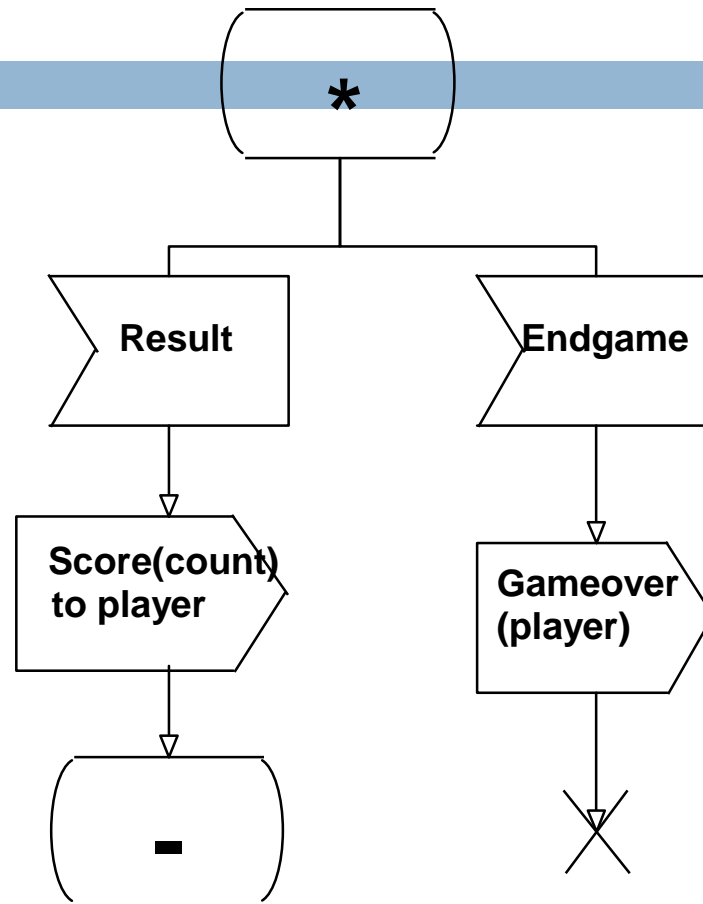 *
Result
Endgame
Score(count)
to player
Gameover
(player)
-